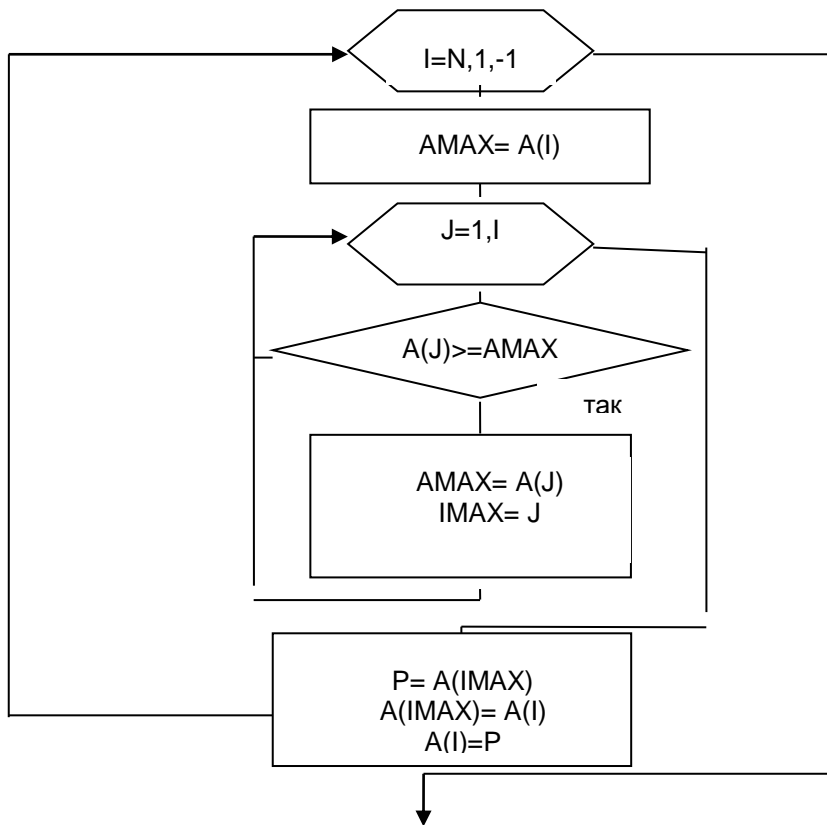 I=N,1,-1
AMAX= A(I)
J=1,I
A(J)>=AMAX
так
AMAX= A(J)
IMAX= J
P= A(IMAX)
A(IMAX)= A(I)
A(I)=P